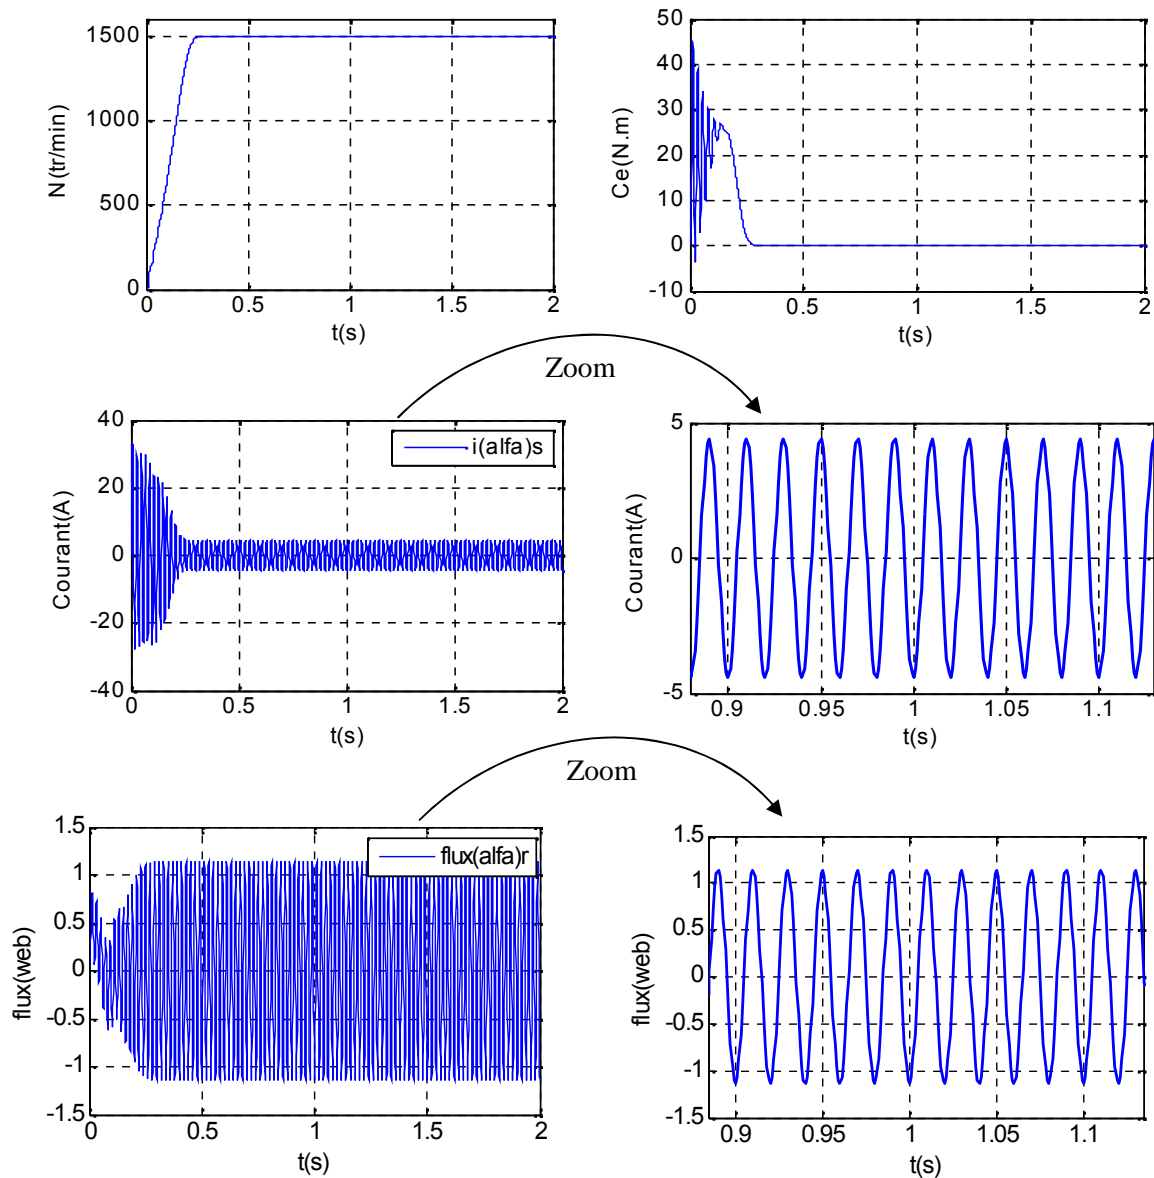 1500
1000
500
0
N(tr/min)
0 0.5 1 1.5 2
t(s)
50
40
30
20
10
0
-10
Ce(N.m)
0 0.5 1 1.5 2
t(s)
Zoom
40
20
0
-20
-40
Courant(A)
i(alfa)s
0 0.5 1 1.5 2
t(s)
5
0
-5
Courant(A)
0.9 0.95 1 1.05 1.1
t(s)
Zoom
1.5
1
0.5
0
-0.5
-1
-1.5
flux(web)
flux(alfa)r
0 0.5 1 1.5 2
t(s)
1.5
1
0.5
0
-0.5
-1
-1.5
flux(web)
0.9 0.95 1 1.05 1.1
t(s)